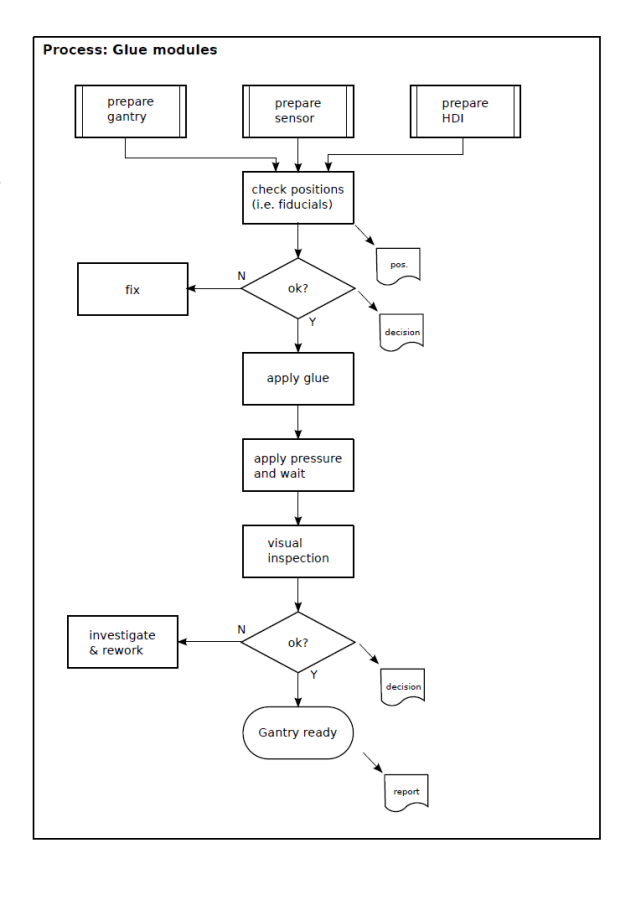 Process: Glue modules
prepare
gantry
prepare
sensor
prepare
HDI
check positions
(i.e. fiducials)
pos.
N
ok?
fix
Y
decision
apply glue
apply pressure
and wait
visual
inspection
N
ok?
investigate
& rework
Y
decision
Gantry ready
report